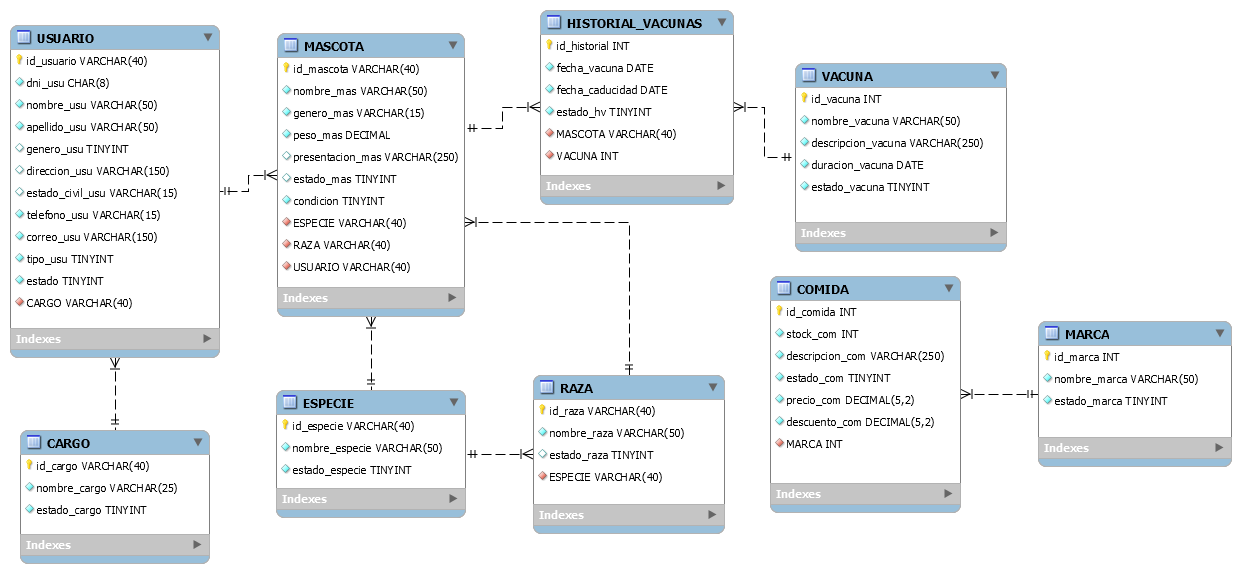 USUARIO
id_usuario VARCHAR(40)
dni_usu CHAR(8)
nombre_usu VARCHAR(50)
apellido_usu VARCHAR(50)
genero_usu TINYINT
direccion_usu VARCHAR(150)
estado_civil_usu VARCHAR(15)
telefono_usu VARCHAR(15)
correo_usu VARCHAR(150)
tipo_usu TINYINT
estado TINYINT
CARGO VARCHAR(40)
Indexes
MASCOTA
id_mascota VARCHAR(40)
nombre_mas VARCHAR(50)
genero_mas VARCHAR(15)
peso_mas DECIMAL
presentacion_mas VARCHAR(250)
estado_mas TINYINT
condicion TINYINT
ESPECIE VARCHAR(40)
RAZA VARCHAR(40)
USUARIO VARCHAR(40)
Indexes
HISTORIAL_VACUNAS
id_historial INT
fecha_vacuna DATE
fecha_caducidad DATE
estado_hv TINYINT
MASCOTA VARCHAR(40)
VACUNA INT
Indexes
VACUNA
id_vacuna INT
nombre_vacuna VARCHAR(50)
descripcion_vacuna VARCHAR(250)
duracion_vacuna DATE
estado_vacuna TINYINT
Indexes
CARGO
id_cargo VARCHAR(40)
nombre_cargo VARCHAR(25)
estado_cargo TINYINT
Indexes
ESPECIE
id_especie VARCHAR(40)
nombre_especie VARCHAR(50)
estado_especie TINYINT
Indexes
RAZA
id_raza VARCHAR(40)
nombre_raza VARCHAR(50)
estado_raza TINYINT
ESPECIE VARCHAR(40)
Indexes
COMIDA
id_comida INT
stock_com INT
descripcion_com VARCHAR(250)
estado_com TINYINT
precio_com DECIMAL(5,2)
descuento_com DECIMAL(5,2)
MARCA INT
Indexes
MARCA
id_marca INT
nombre_marca VARCHAR(50)
estado_marca TINYINT
Indexes